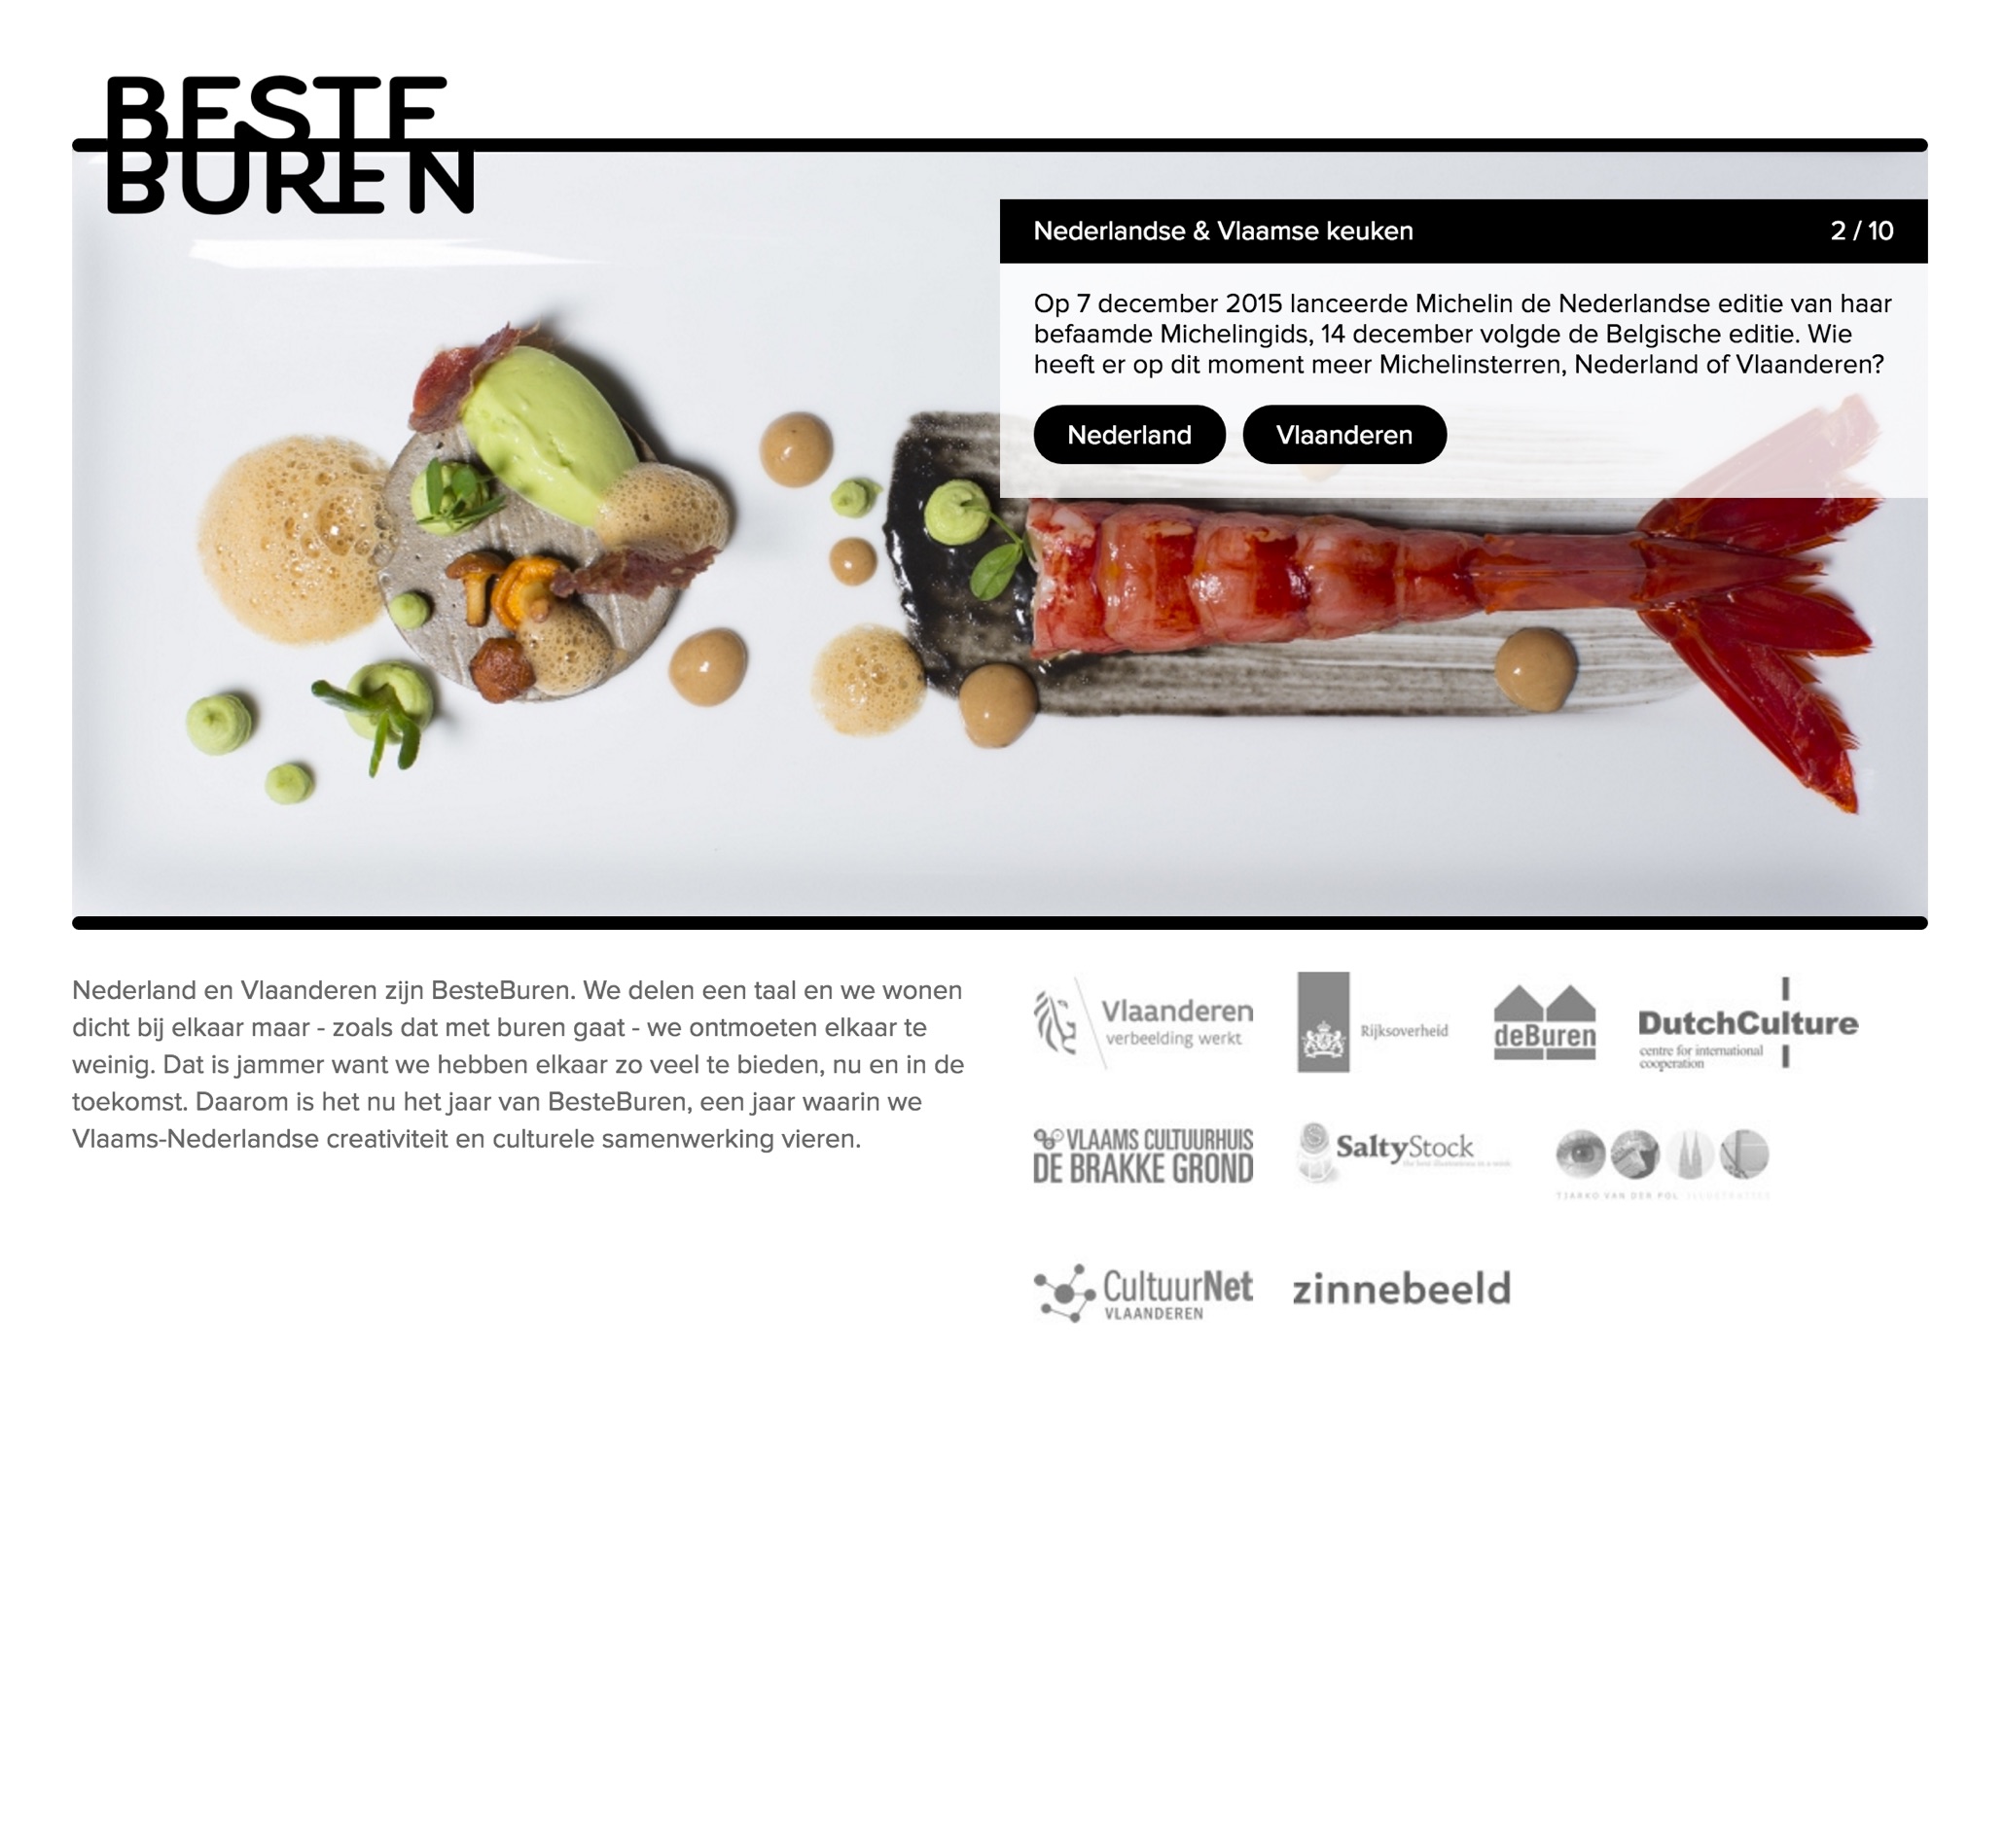 BESTE
BUREN
Nederlandse & Vlaamse keuken 2 / 10
Op 7 december 2015 lanceerde Michelin de Nederlandse editie van haar
befaamde Michelingids, 14 december volgde de Belgische editie. Wie
heeft er op dit moment meer Michelinsterren, Nederland of Vlaanderen?
Nederland Vlaanderen
Nederland en Vlaanderen zijn BesteBuren. We delen een taal en we wonen
dicht bij elkaar maar - zoals dat met buren gaat - we ontmoeten elkaar te
weinig. Dat is jammer want we hebben elkaar zo veel te bieden, nu en in de
toekomst. Daarom is het nu het jaar van BesteBuren, een jaar waarin we
Vlaams-Nederlandse creativiteit en culturele samenwerking vieren.
Vlaanderen
verbeelding werkt
Rijksoverheid
deBuren
DutchCulture
centre for international
cooperation
VLAAMS CULTUURHUIS
DE BRAKKE GROND
SaltyStock
TJARKO VAN DER POL
CultuurNet
VLAANDEREN
zinnebeeld